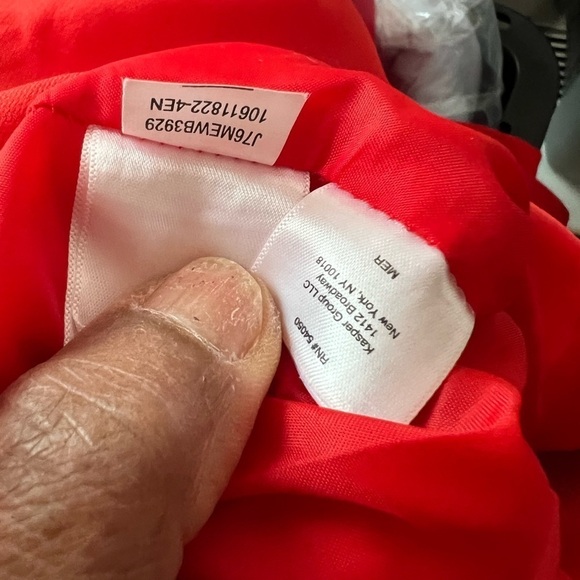 J76MEWB3929
10611822-4EN
RN# 54050
Kasper Group LLC
1412 Broadway
New York, NY 10018
MER